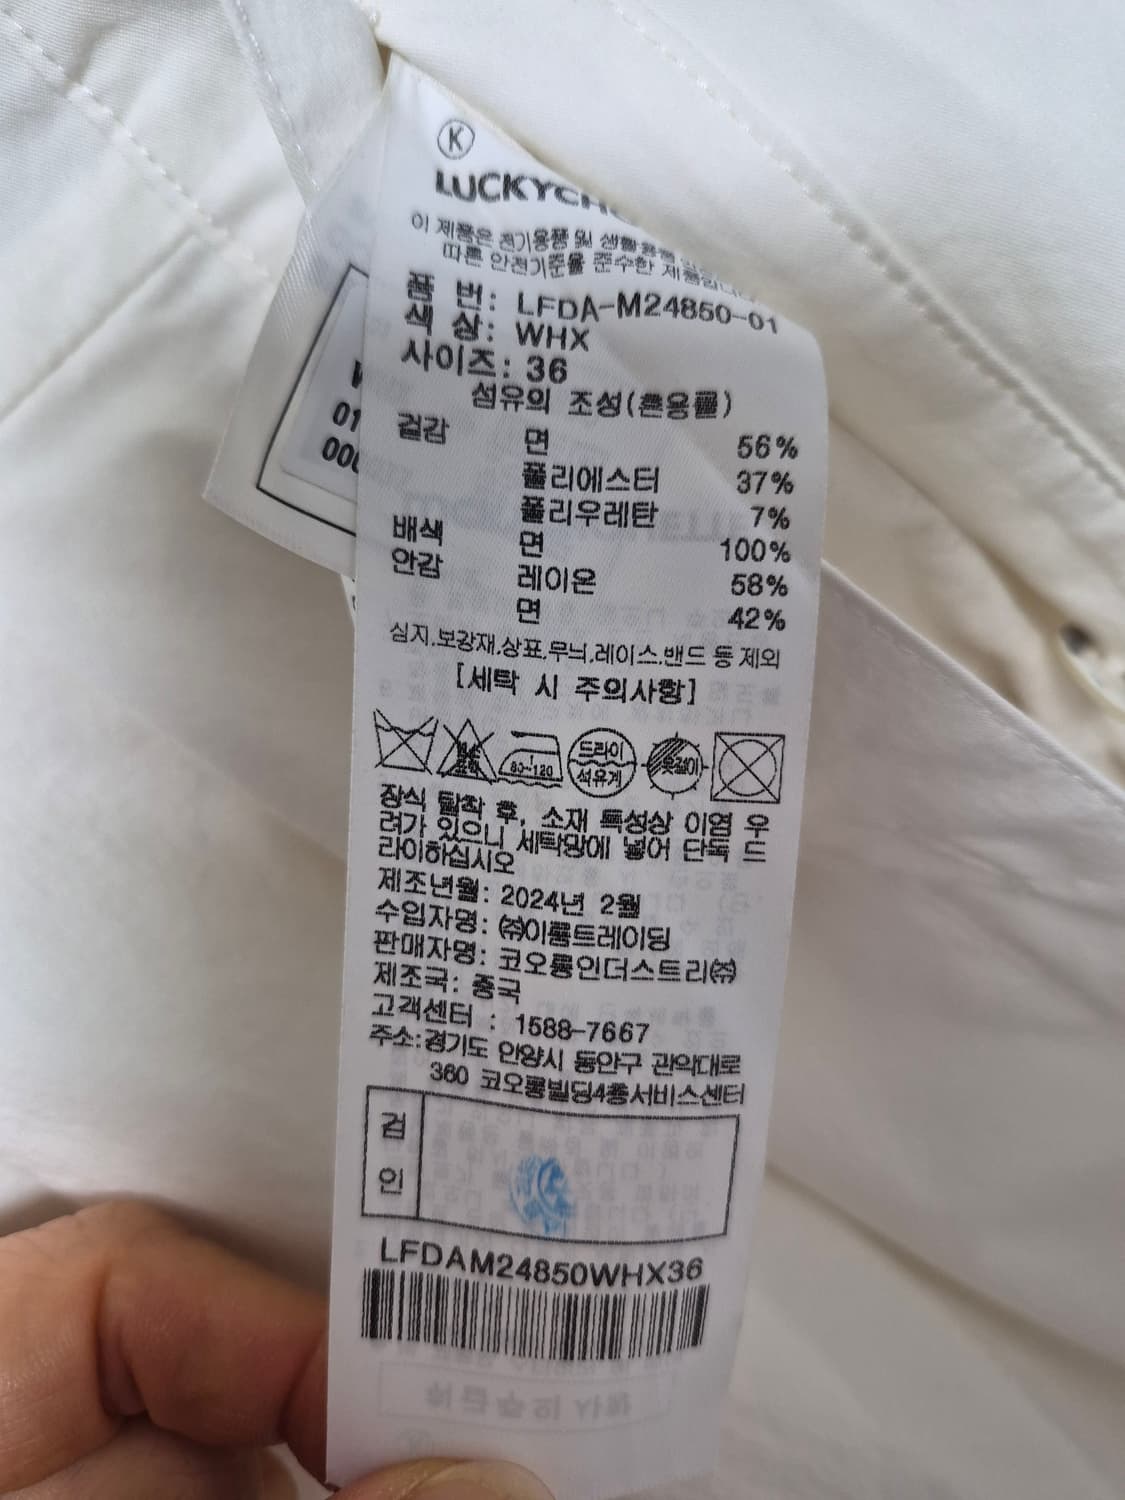 K
이 제품은 전기용품 및 생활용품
따른 안전기준을 준수한 제품입니다
품 번: LFDA-M24850-01
색 상: WHX
사이즈: 36
섬유의 조성(혼용률)
겉감 면 56%
폴리에스터 37%
폴리우레탄 7%
배색 면 100%
안감 레이온 58%
면 42%
심지.보강재.상표.무늬.레이스.밴드 등 제외
[세탁 시 주의사항]
염소 표백 80~120 드라이 석유계 옷걸이
장식 탈착 후, 소재 특성상 이염 우
려가 있으니 세탁망에 넣어 단독 드
라이하십시오
제조년월: 2024년 2월
수입자명: ㈜이룸트레이딩
판매자명: 코오롱인더스트리㈜
제조국: 중국
고객센터 : 1588-7667
주소:경기도 안양시 동안구 관악대로
360 코오롱빌딩4층서비스센터
검
인
LFDAM24850WHX36
01
000